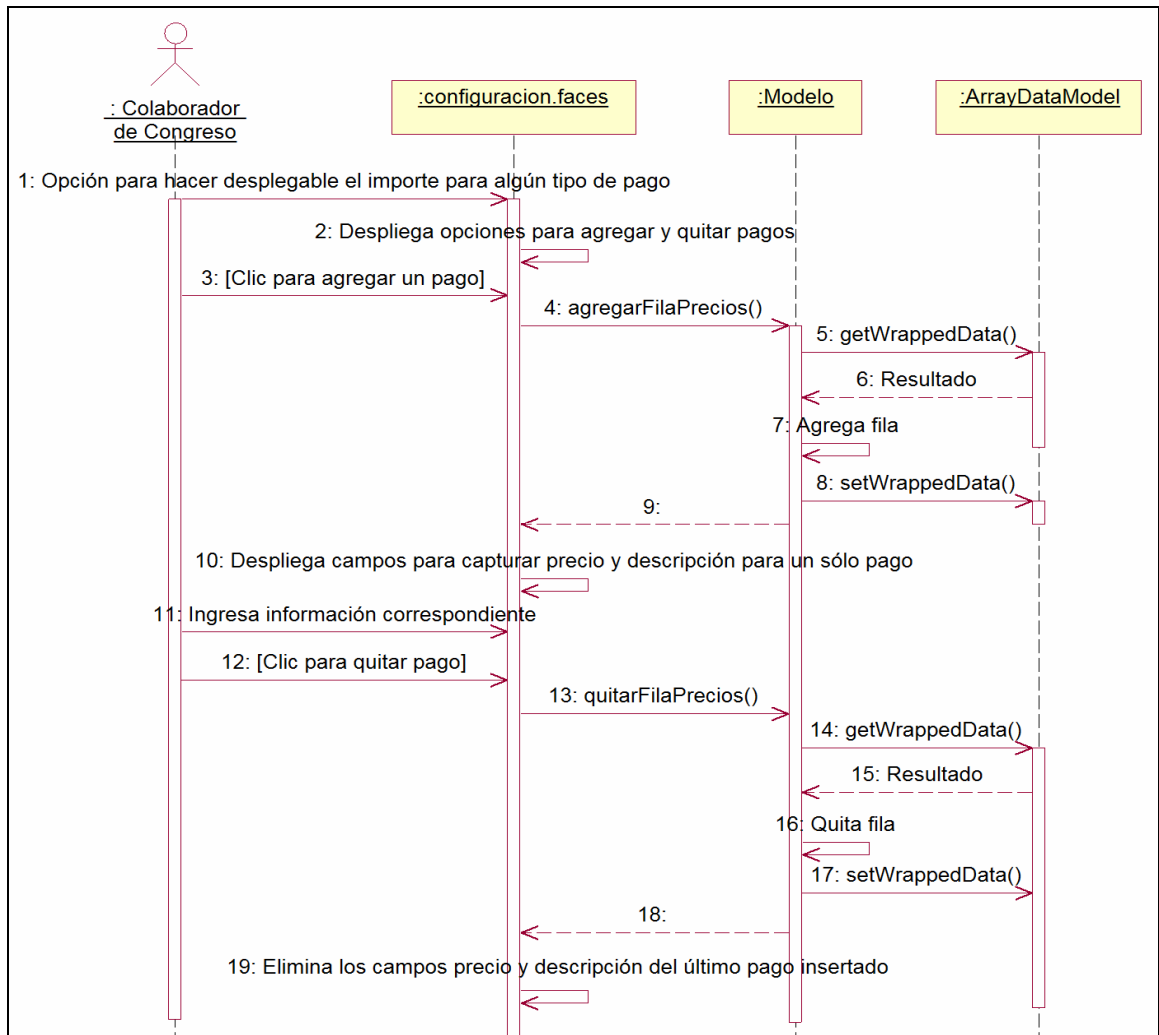 : Colaborador
de Congreso
:configuracion.faces
:Modelo
:ArrayDataModel
1: Opción para hacer desplegable el importe para algún tipo de pago
2: Despliega opciones para agregar y quitar pagos
3: [Clic para agregar un pago]
4: agregarFilaPrecios()
5: getWrappedData()
6: Resultado
7: Agrega fila
8: setWrappedData()
9:
10: Despliega campos para capturar precio y descripción para un sólo pago
11: Ingresa información correspondiente
12: [Clic para quitar pago]
13: quitarFilaPrecios()
14: getWrappedData()
15: Resultado
16: Quita fila
17: setWrappedData()
18:
19: Elimina los campos precio y descripción del último pago insertado